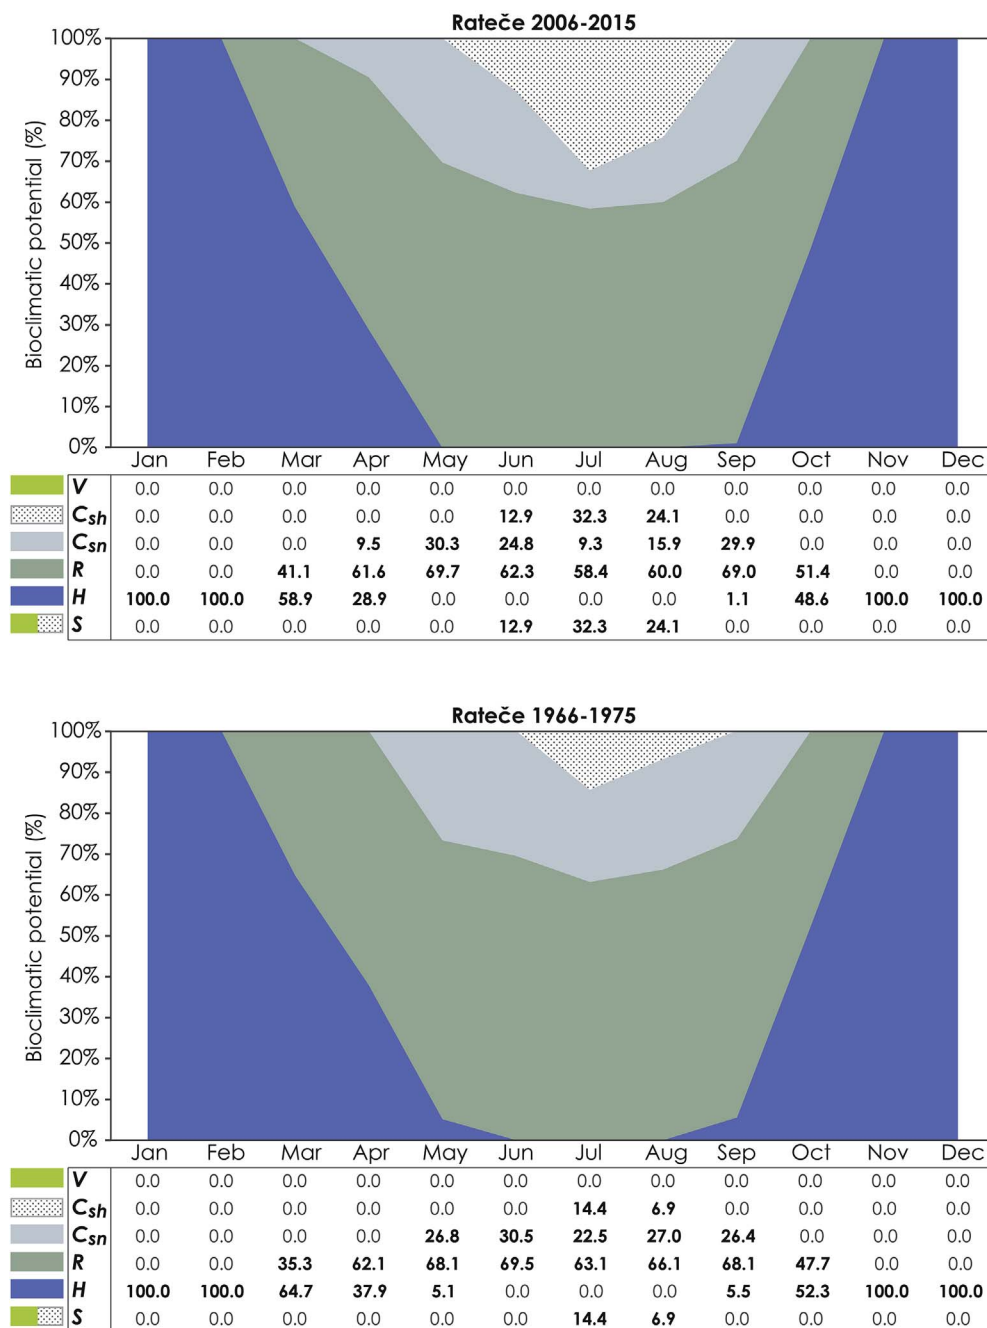 Rateče 2006-2015
Bioclimatic potential (%)
100%
90%
80%
70%
60%
50%
40%
30%
20%
10%
0%
Jan Feb Mar Apr May Jun Jul Aug Sep Oct Nov Dec
V 0.0 0.0 0.0 0.0 0.0 0.0 0.0 0.0 0.0 0.0 0.0 0.0
Csh 0.0 0.0 0.0 0.0 0.0 12.9 32.3 24.1 0.0 0.0 0.0 0.0
Csn 0.0 0.0 0.0 9.5 30.3 24.8 9.3 15.9 29.9 0.0 0.0 0.0
R 0.0 0.0 41.1 61.6 69.7 62.3 58.4 60.0 69.0 51.4 0.0 0.0
H 100.0 100.0 58.9 28.9 0.0 0.0 0.0 0.0 1.1 48.6 100.0 100.0
S 0.0 0.0 0.0 0.0 0.0 12.9 32.3 24.1 0.0 0.0 0.0 0.0
Rateče 1966-1975
Bioclimatic potential (%)
100%
90%
80%
70%
60%
50%
40%
30%
20%
10%
0%
Jan Feb Mar Apr May Jun Jul Aug Sep Oct Nov Dec
V 0.0 0.0 0.0 0.0 0.0 0.0 0.0 0.0 0.0 0.0 0.0 0.0
Csh 0.0 0.0 0.0 0.0 0.0 0.0 14.4 6.9 0.0 0.0 0.0 0.0
Csn 0.0 0.0 0.0 0.0 26.8 30.5 22.5 27.0 26.4 0.0 0.0 0.0
R 0.0 0.0 35.3 62.1 68.1 69.5 63.1 66.1 68.1 47.7 0.0 0.0
H 100.0 100.0 64.7 37.9 5.1 0.0 0.0 0.0 5.5 52.3 100.0 100.0
S 0.0 0.0 0.0 0.0 0.0 0.0 14.4 6.9 0.0 0.0 0.0 0.0